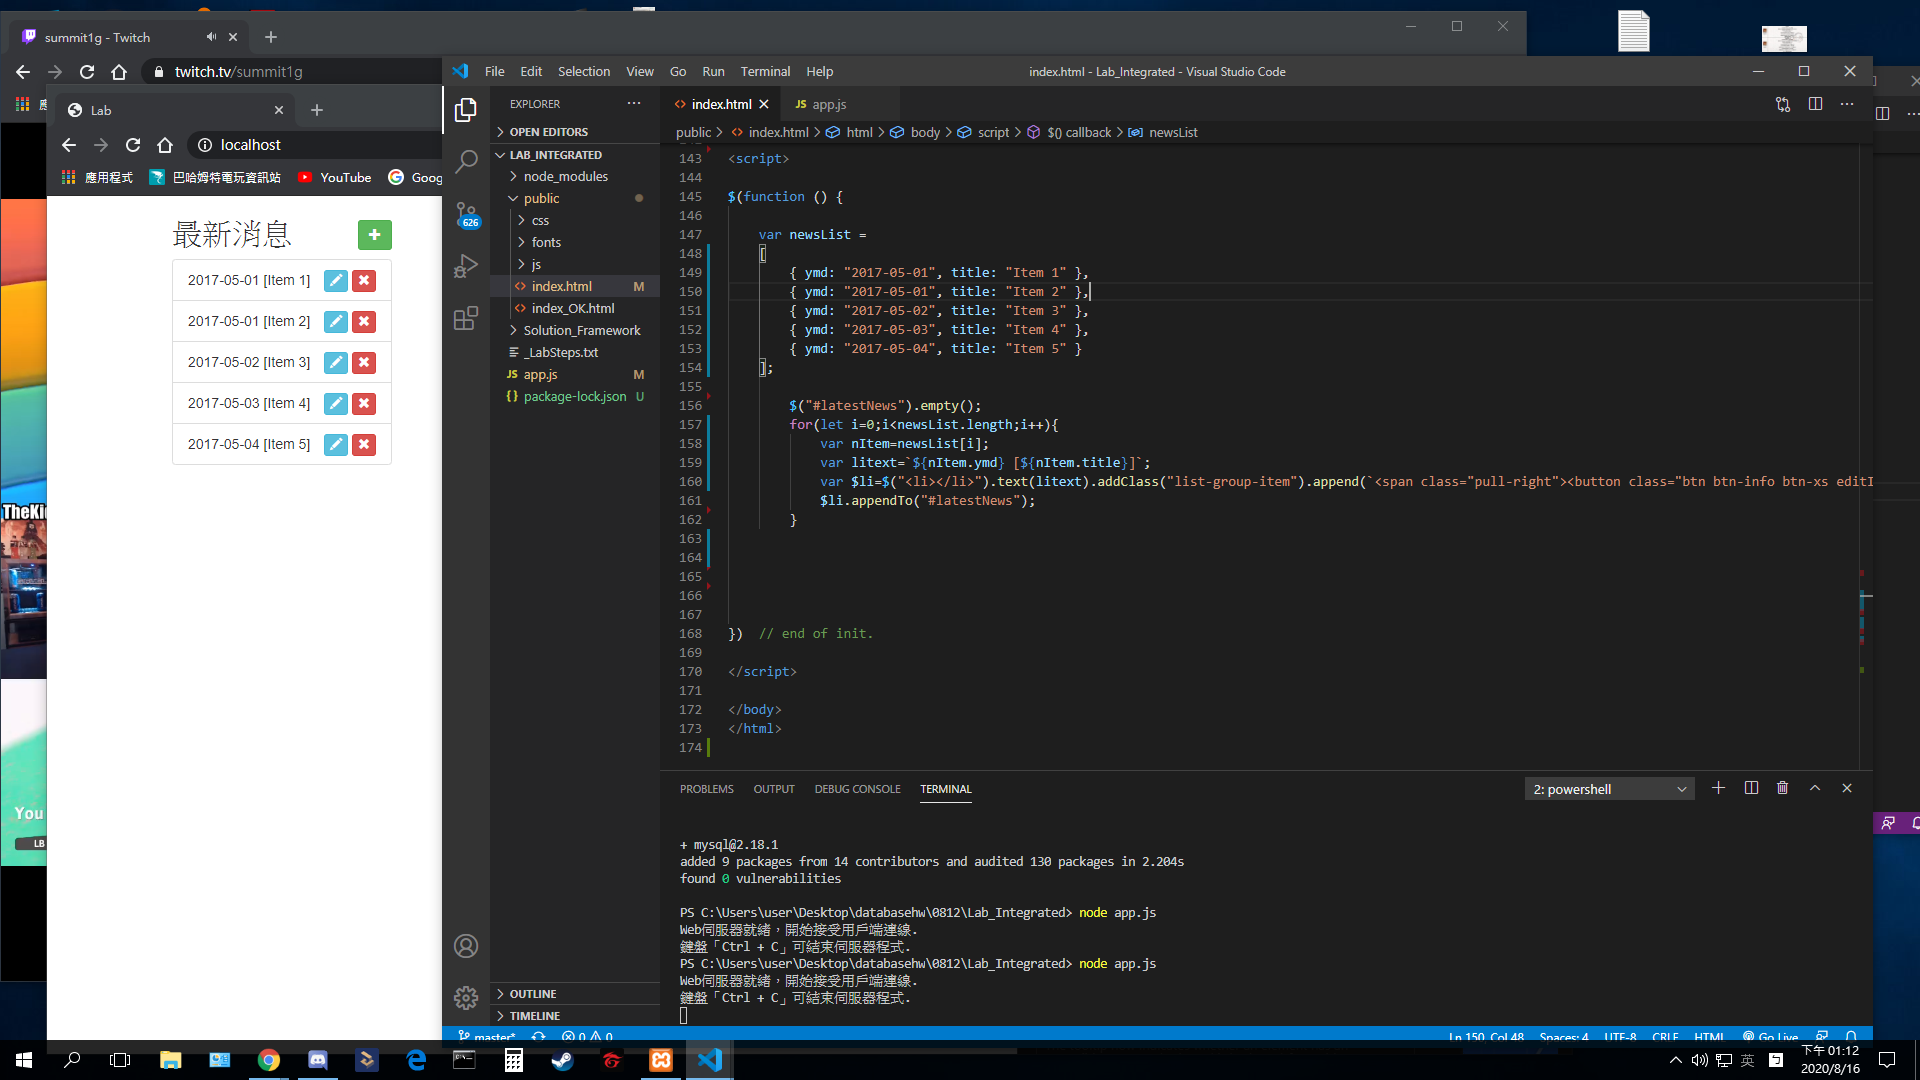 summit1g - Twitch
twitch.tv/summit1g
Lab
localhost
應用程式
巴哈姆特電玩資訊站
YouTube
Goog
最新消息
2017-05-01 [Item 1]
2017-05-01 [Item 2]
2017-05-02 [Item 3]
2017-05-03 [Item 4]
2017-05-04 [Item 5]
TheKi
You
LB
File Edit Selection View Go Run Terminal Help
index.html - Lab_Integrated - Visual Studio Code
EXPLORER
OPEN EDITORS
LAB_INTEGRATED
node_modules
public
css
fonts
js
index.html M
index_OK.html
Solution_Framework
_LabSteps.txt
JS app.js M
{} package-lock.json U
OUTLINE
TIMELINE
626
index.html
JS app.js
public > index.html > html > body > script > $() callback > newsList
143 <script>
144
145 $(function () {
146
147 var newsList =
148 [
149 { ymd: "2017-05-01", title: "Item 1" },
150 { ymd: "2017-05-01", title: "Item 2" },
151 { ymd: "2017-05-02", title: "Item 3" },
152 { ymd: "2017-05-03", title: "Item 4" },
153 { ymd: "2017-05-04", title: "Item 5" }
154 ];
155
156 $("#latestNews").empty();
157 for(let i=0;i<newsList.length;i++){
158 var nItem=newsList[i];
159 var litext=`${nItem.ymd} [${nItem.title}]`;
160 var $li=$("<li></li>").text(litext).addClass("list-group-item").append(`<span class="pull-right"><button class="btn btn-info btn-xs editI
161 $li.appendTo("#latestNews");
162 }
163
164
165
166
167
168 }) // end of init.
169
170 </script>
171
172 </body>
173 </html>
174
PROBLEMS OUTPUT DEBUG CONSOLE TERMINAL
2: powershell
+ mysql@2.18.1
added 9 packages from 14 contributors and audited 130 packages in 2.204s
found 0 vulnerabilities
PS C:\Users\user\Desktop\databasehw\0812\Lab_Integrated> node app.js
Web伺服器就緒，開始接受用戶端連線.
鍵盤「Ctrl + C」可結束伺服器程式.
PS C:\Users\user\Desktop\databasehw\0812\Lab_Integrated> node app.js
Web伺服器就緒，開始接受用戶端連線.
鍵盤「Ctrl + C」可結束伺服器程式.
master* 0 0
Ln 150, Col 48 Spaces: 4 UTF-8 CRLF HTML Go Live
英
下午 01:12
2020/8/16